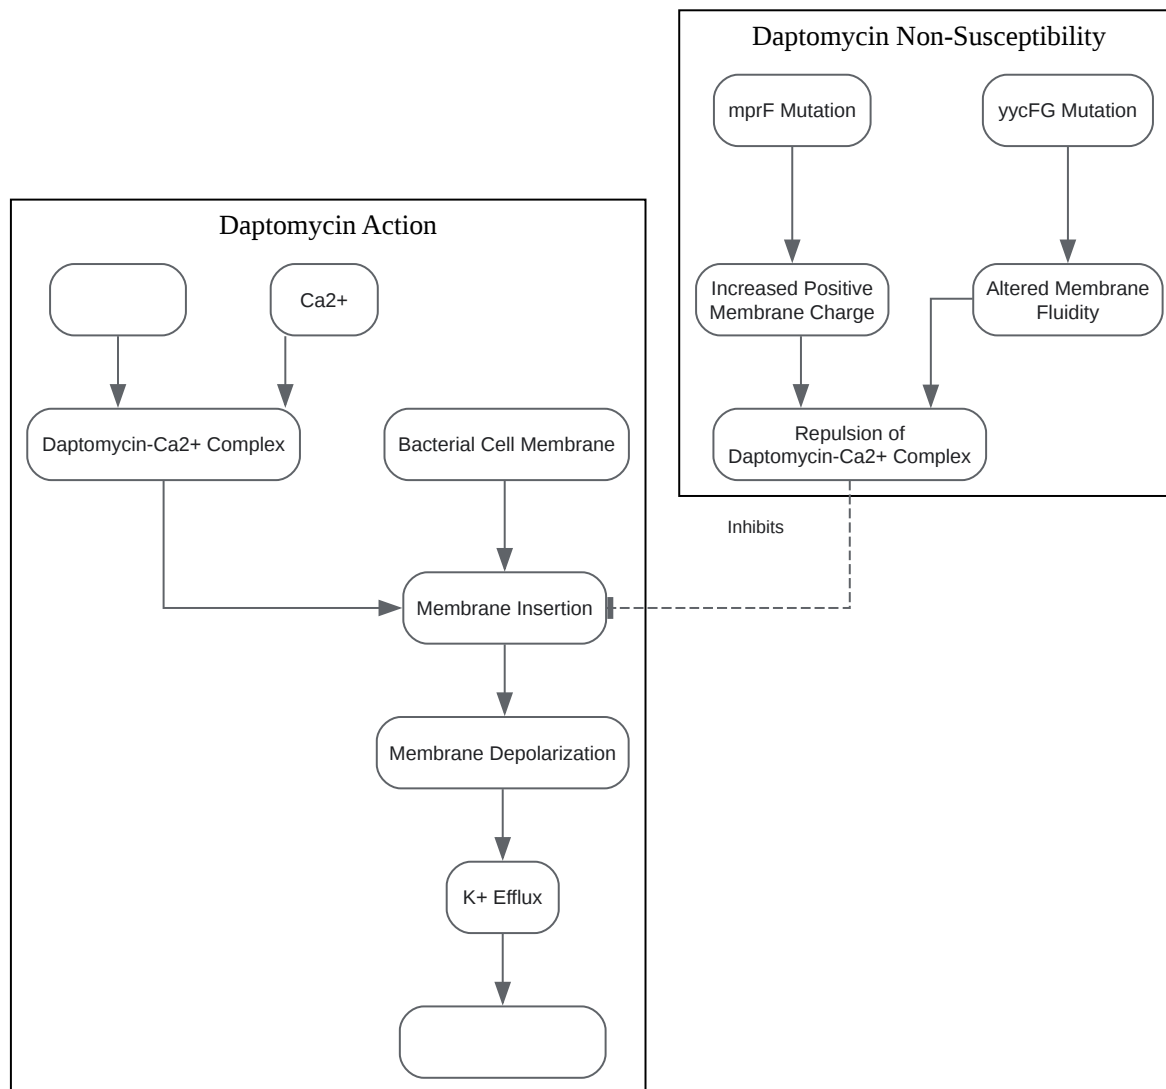 Daptomycin Non-Susceptibility
mprF Mutation
yycFG Mutation
Increased Positive
Membrane Charge
Altered Membrane
Fluidity
Repulsion of
Daptomycin-Ca2+ Complex
Inhibits
Daptomycin Action
Ca2+
Daptomycin-Ca2+ Complex
Bacterial Cell Membrane
Membrane Insertion
Membrane Depolarization
K+ Efflux